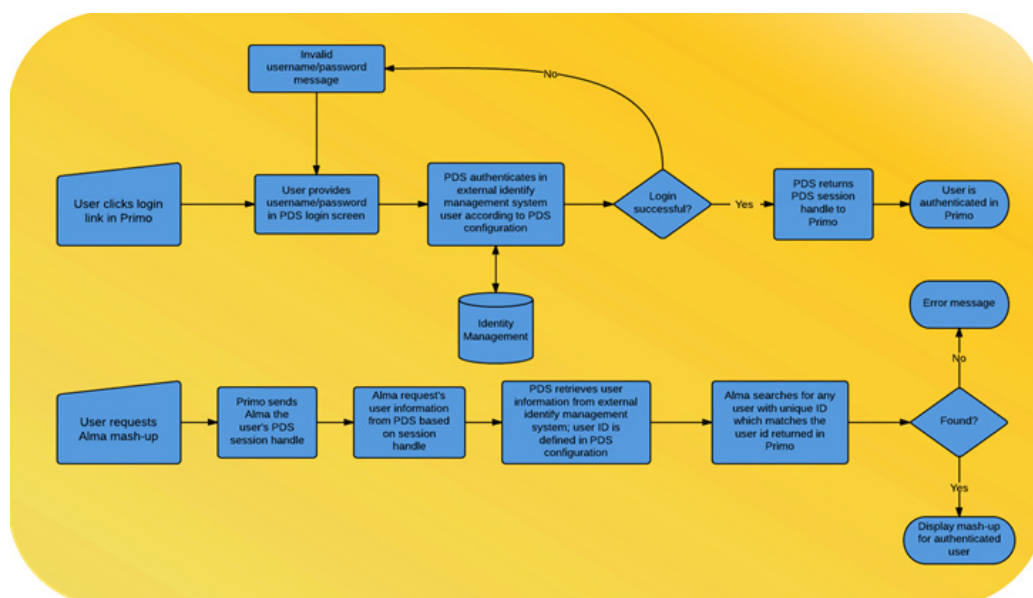 Invalid
username/password
message
No
User clicks login
link in Primo
User provides
username/password
in PDS login screen
PDS authenticates in
external identify
management system
user according to PDS
configuration
Login
successful?
Yes
PDS returns
PDS session
handle to
Primo
User is
authenticated in
Primo
Identity
Management
Error message
No
User requests
Alma mash-up
Primo sends
Alma the
user's PDS
session handle
Alma request's
user information
from PDS based
on session
handle
PDS retrieves user
information from external
identify management
system; user ID is
defined in PDS
configuration
Alma searches for any
user with unique ID
which matches the
user id returned in
Primo
Found?
Yes
Display mash-up
for authenticated
user